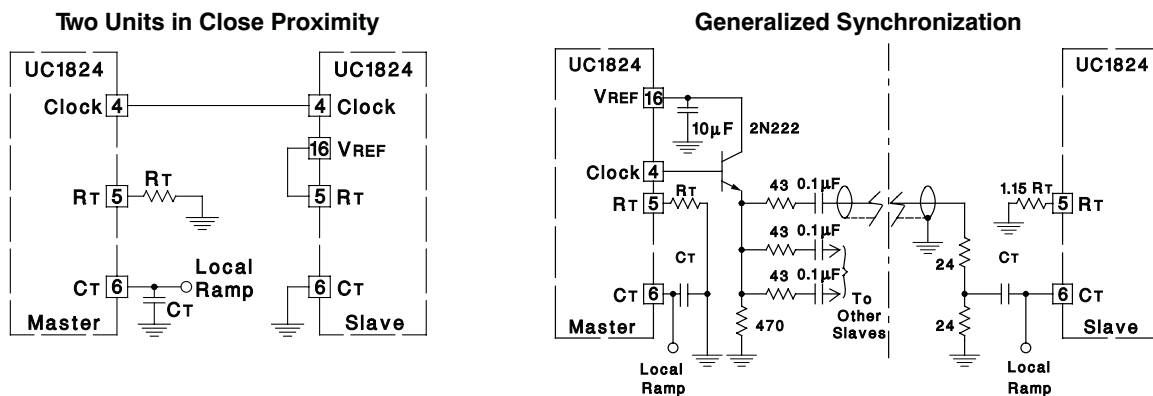 Two Units in Close Proximity
UC1824
UC1824
Clock 4
4 Clock
16 VREF
RT 5
RT
5 RT
Local
Ramp
CT 6
CT
6 CT
Master
Slave
Generalized Synchronization
UC1824
UC1824
VREF 16
10µF
2N222
Clock 4
RT 5
RT
43 0.1µF
1.15 RT
5 RT
43 0.1µF
CT
43 0.1µF
24
CT
CT 6
6 CT
To
Other
Slaves
Master
470
24
Slave
Local
Ramp
Local
Ramp